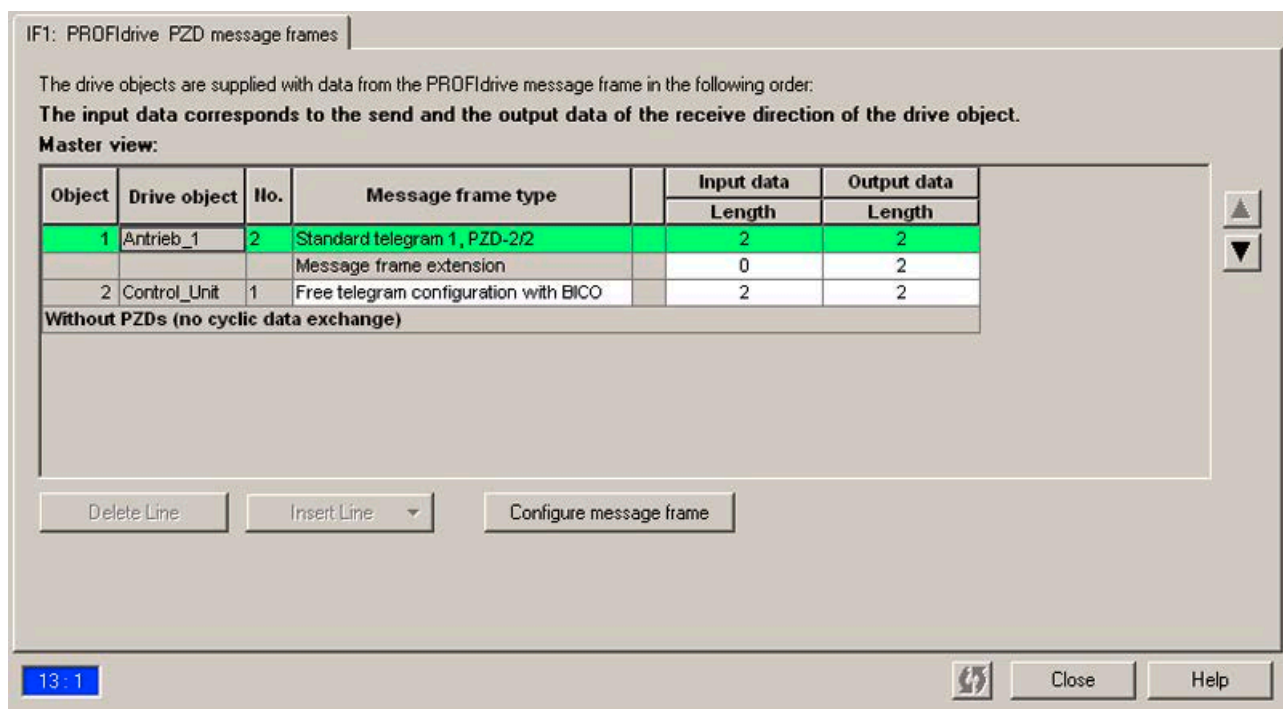 IF1: PROFIdrive PZD message frames
The drive objects are supplied with data from the PROFIdrive message frame in the following order:
The input data corresponds to the send and the output data of the receive direction of the drive object.
Master view:
Object Drive object No. Message frame type Input data Output data
Length Length
1 Antrieb_1 2 Standard telegram 1, PZD-2/2 2 2
Message frame extension 0 2
2 Control_Unit 1 Free telegram configuration with BICO 2 2
Without PZDs (no cyclic data exchange)
Delete Line Insert Line Configure message frame
13:1 Close Help